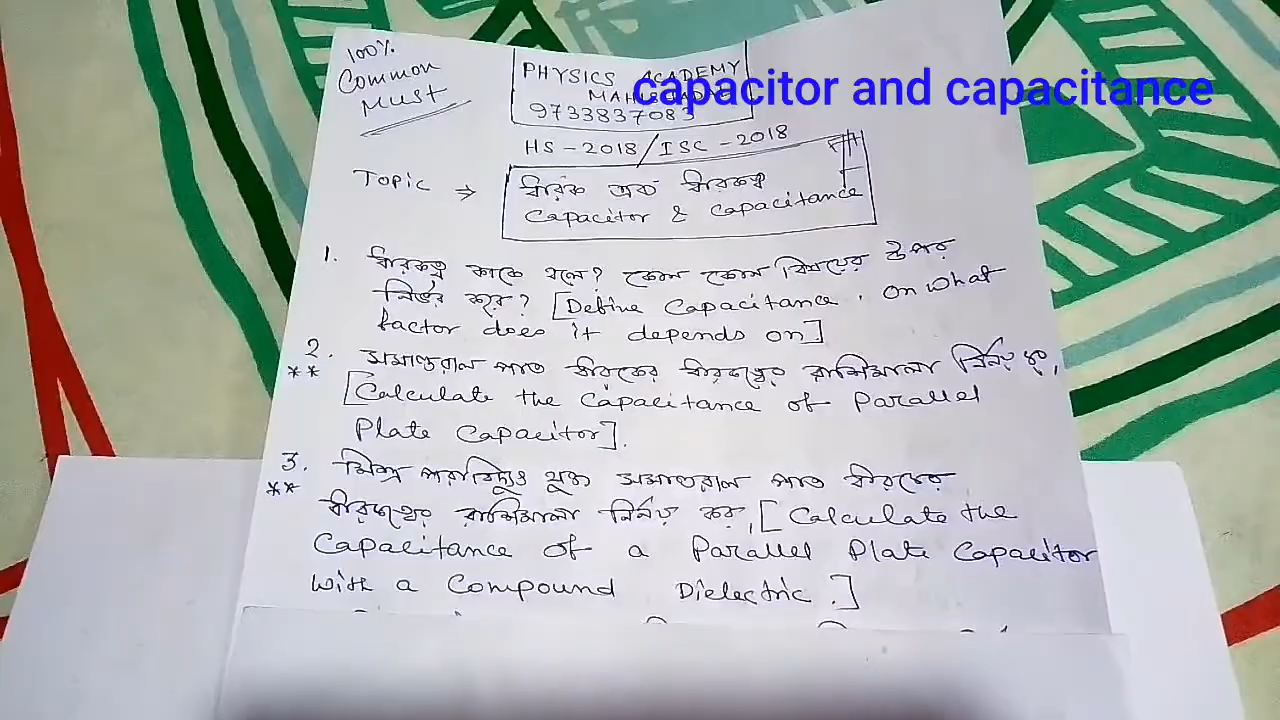 100%
Common
Must
PHYSICS ACADEMY
9733837083
capacitor and capacitance
HS-2018/ISC-2018
Topic →
ধারক এবং ধারকত্ব
Capacitor & Capacitance
1. ধারকত্ব কাকে বলে? কোন কোন বিষয়ের উপর
নির্ভর করে? [Define Capacitance. On what
factor does it depends on]
2. সমান্তরাল পাত ধারকের ধারকত্বের রাশিমালা নির্ণয় কর,
** [Calculate the Capacitance of Parallel
Plate Capacitor].
3. মিশ্র পরাবিদ্যুৎ যুক্ত সমান্তরাল পাত ধারকের
** ধারকত্বের রাশিমালা নির্ণয় কর, [Calculate the
Capacitance of a Parallel Plate Capacitor
with a Compound Dielectric.]